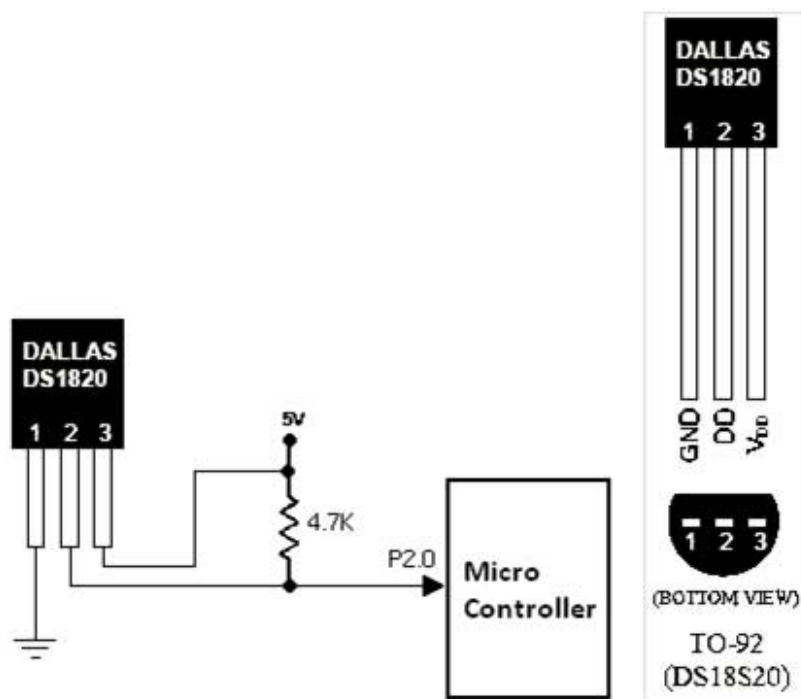 DALLAS
DS1820
1 2 3
5V
4.7K
P2.0
Micro
Controller
DALLAS
DS1820
1 2 3
GND
DD
VDD
1 2 3
(BOTTOM VIEW)
TO-92
(DS18S20)